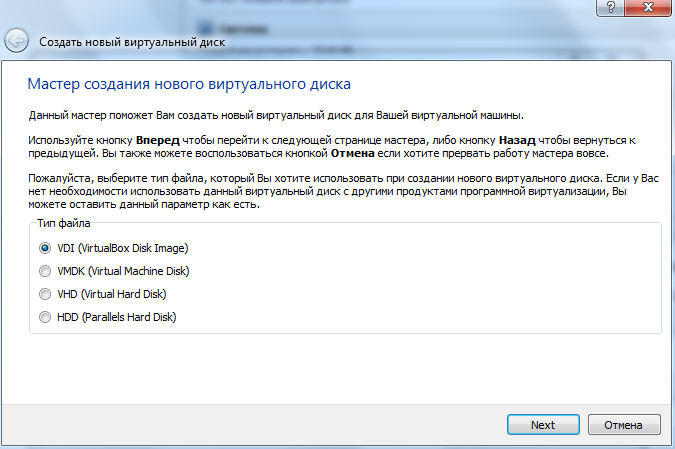 Система
Создать новый виртуальный диск
Мастер создания нового виртуального диска
Данный мастер поможет Вам создать новый виртуальный диск для Вашей виртуальной машины.
Используйте кнопку Вперед чтобы перейти к следующей странице мастера, либо кнопку Назад чтобы вернуться к
предыдущей. Вы также можете воспользоваться кнопкой Отмена если хотите прервать работу мастера вовсе.
Пожалуйста, выберите тип файла, который Вы хотите использовать при создании нового виртуального диска. Если у Вас
нет необходимости использовать данный виртуальный диск с другими продуктами программной виртуализации, Вы
можете оставить данный параметр как есть.
Тип файла
VDI (VirtualBox Disk Image)
VMDK (Virtual Machine Disk)
VHD (Virtual Hard Disk)
HDD (Parallels Hard Disk)
Next
Отмена